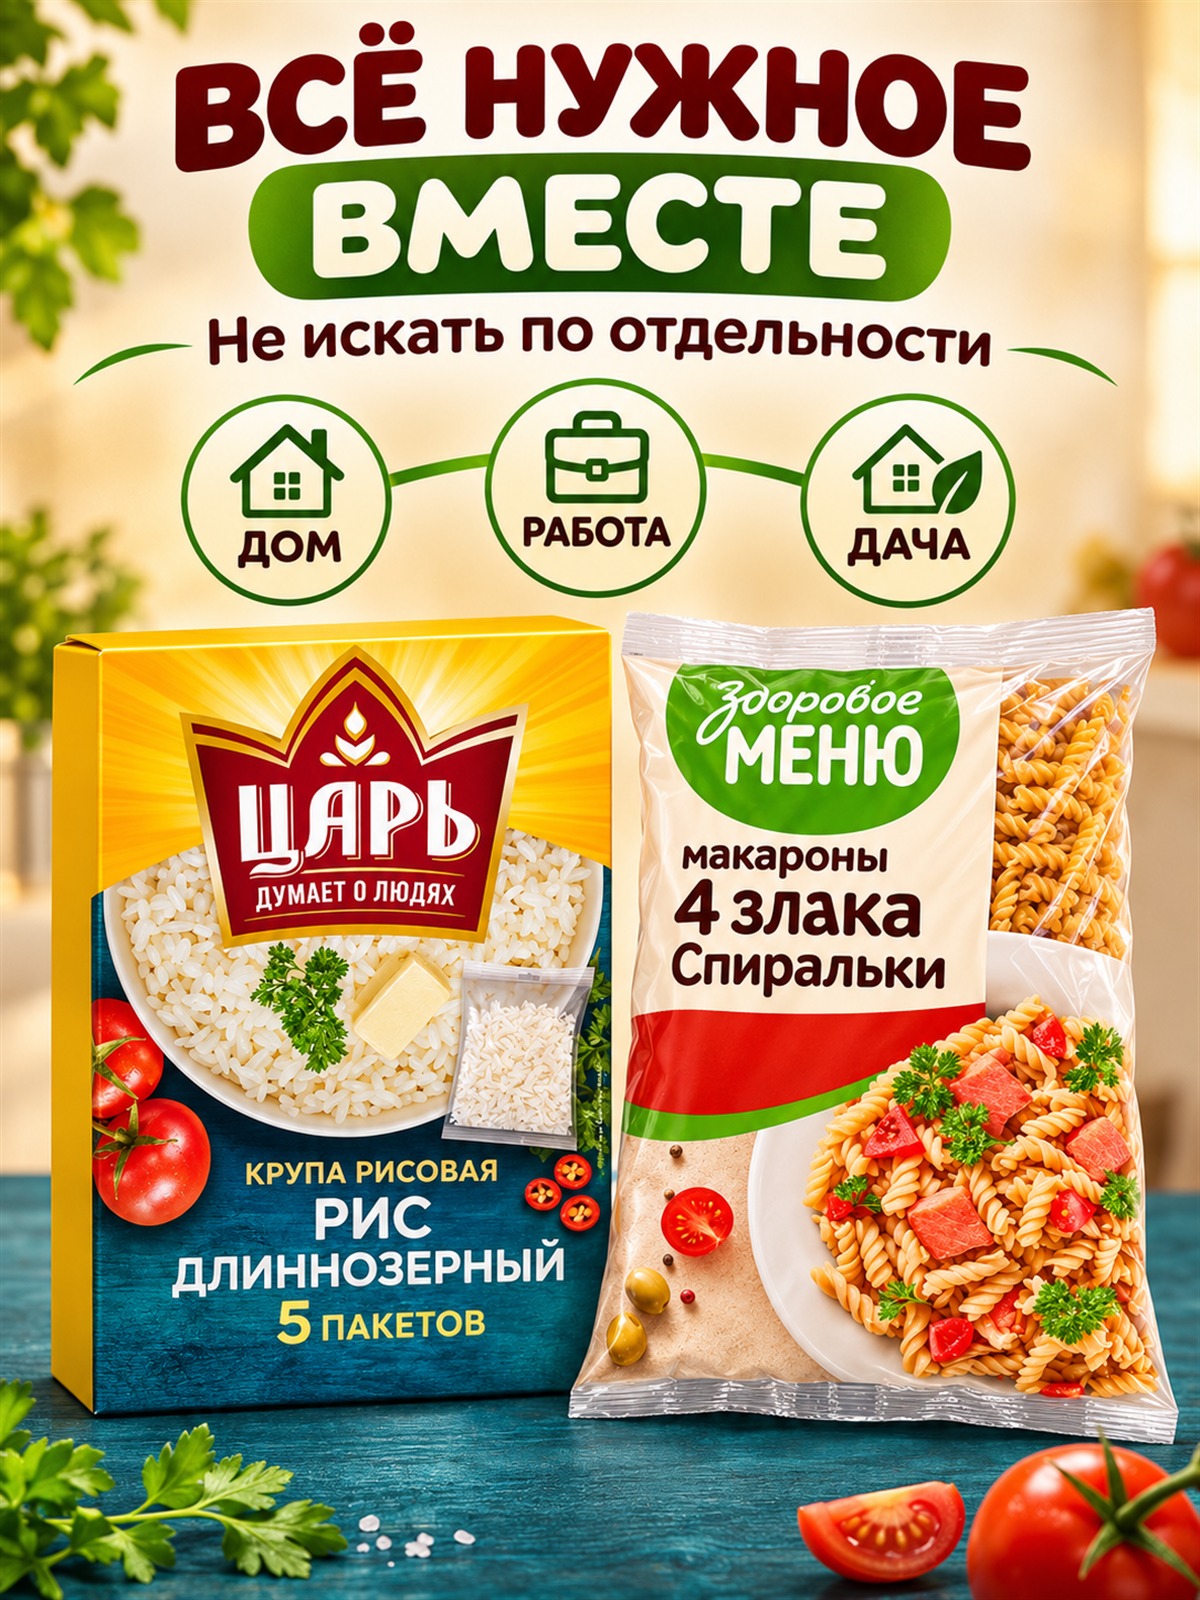 ВСЁ НУЖНОЕ
ВМЕСТЕ
Не искать по отдельности
ДОМ
РАБОТА
ДАЧА
ЦАРЬ
ДУМАЕТ О ЛЮДЯХ
КРУПА РИСОВАЯ
РИС
ДЛИННОЗЕРНЫЙ
5 ПАКЕТОВ
Здоровое
МЕНЮ
макароны
4 злака
Спиральки